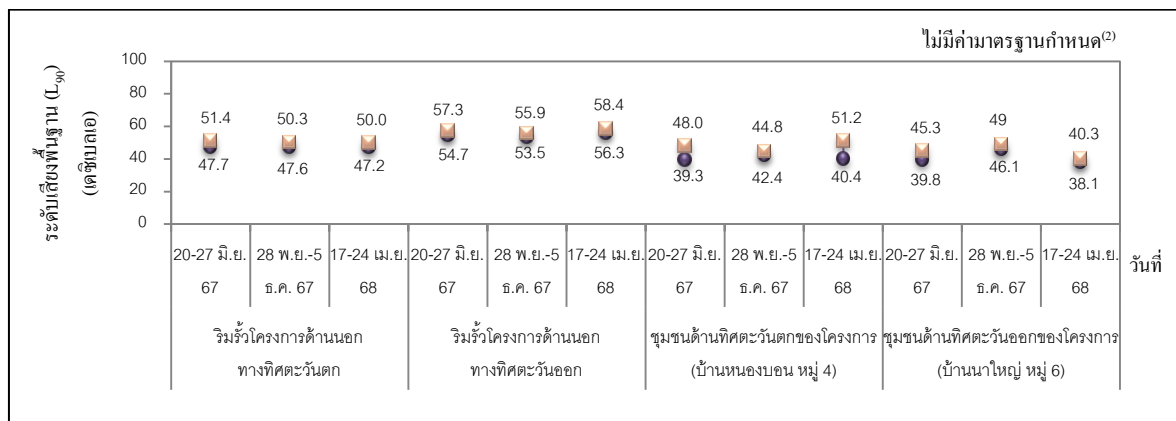 ไม่มีค่ามาตรฐานกำหนด(2)
ระดับเสียงพื้นฐาน (L90)
(เดซิเบลเอ)
100
80
60
40
20
0
51.4 50.3 50.0 57.3 55.9 58.4 48.0 44.8 51.2 45.3 49 40.3
47.7 47.6 47.2 54.7 53.5 56.3 39.3 42.4 40.4 39.8 46.1 38.1
20-27 มิ.ย. 28 พ.ย.-5 17-24 เม.ย. 20-27 มิ.ย. 28 พ.ย.-5 17-24 เม.ย. 20-27 มิ.ย. 28 พ.ย.-5 17-24 เม.ย. 20-27 มิ.ย. 28 พ.ย.-5 17-24 เม.ย.
67 ธ.ค. 67 68 67 ธ.ค. 67 68 67 ธ.ค. 67 68 67 ธ.ค. 67 68
วันที่
ริมรั้วโครงการด้านนอก ริมรั้วโครงการด้านนอก ชุมชนด้านทิศตะวันตกของโครงการ ชุมชนด้านทิศตะวันออกของโครงการ
ทางทิศตะวันตก ทางทิศตะวันออก (บ้านหนองบอน หมู่ 4) (บ้านนาใหญ่ หมู่ 6)